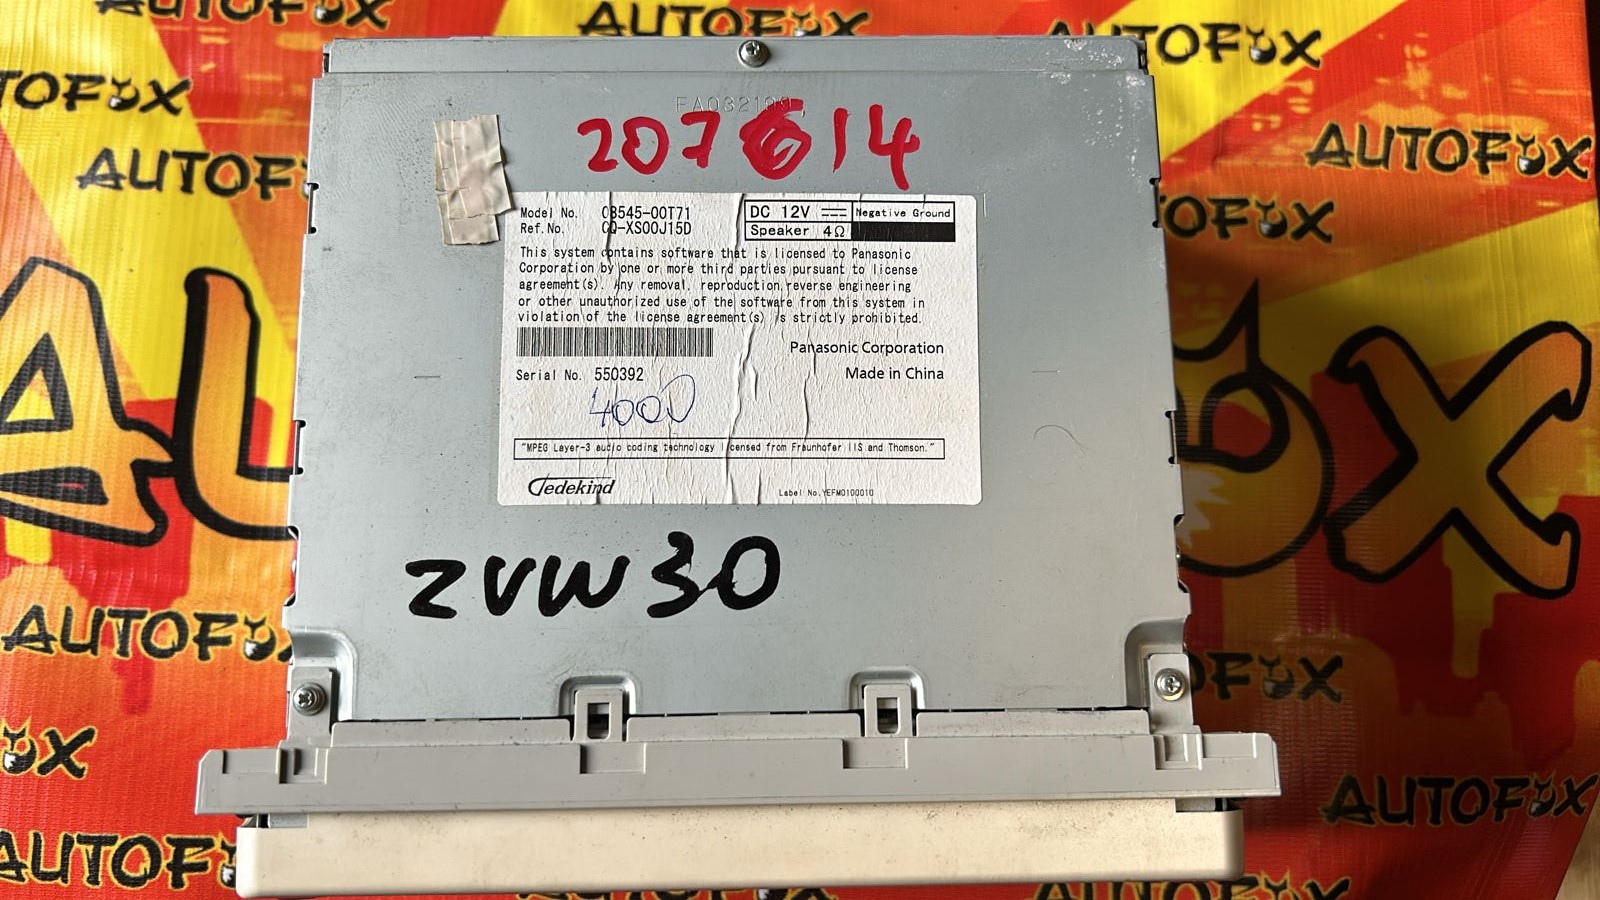 AUTOFOX
AUTOFOX
AUTOFOX
AUTOFOX
207614
AUTOFOX
AUTOFOX
AUTOFOX
Model No. 08545-00T71
Ref.No. CQ-XS00J15D
DC 12V Negative Ground
Speaker 4Ω
This system contains software that is licensed to Panasonic
Corporation by one or more third parties pursuant to license
agreement(s). Any removal, reproduction,reverse engineering
or other unauthorized use of the software from this system in
violation of the license agreement(s) is strictly prohibited.
Panasonic Corporation
Serial No. 550392
Made in China
4000
"MPEG Layer-3 audio coding technology licensed from Fraunhofer IIS and Thomson."
Gedekind
Label No.YEFM0100010
ZVW30
AUTOFOX
AUTOFOX
AUTOFOX